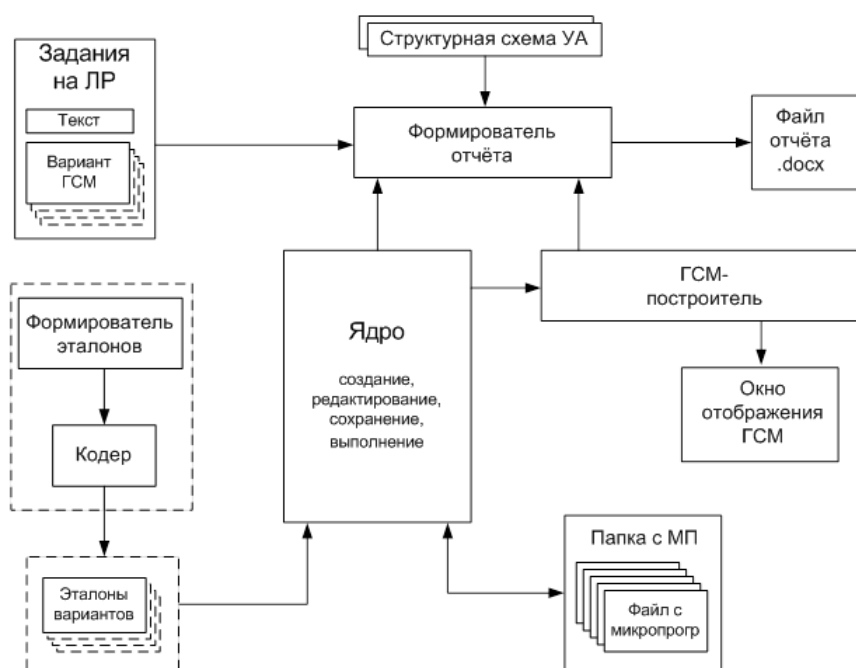 Структурная схема УА
Задания
на ЛР
Текст
Вариант
ГСМ
Формирователь
отчёта
Файл
отчёта
.docx
ГСМ-
построитель
Формирователь
эталонов
Ядро
создание,
редактирование,
сохранение,
выполнение
Окно
отображения
ГСМ
Кодер
Папка с МП
Эталоны
вариантов
Файл с
микропрогр